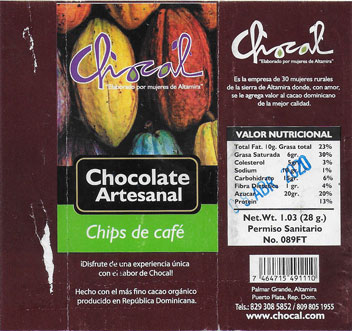 Chocal
"Elaborado por mujeres de Altamira"
Chocolate
Artesanal
Chips de café
¡Disfrute de una experiencia única
con el sabor de Chocal!
Hecho con el más fino cacao orgánico
producido en República Dominicana.
Chocal
"Elaborado por mujeres de Altamira"
Es la empresa de 30 mujeres rurales
de la sierra de Altamira donde, con amor,
se le agrega valor al cacao dominicano
de la mejor calidad.
VALOR NUTRICIONAL
Total Fat. 10g. Grasa total 23%
Grasa Saturada 6gr. 30%
Colesterol 3%
Sodium 1%
Carbohidrato 6%
Fibra Dietética 1 gr. 4%
Azucar 20%
Protein 13%
Net.Wt. 1.03 (28 g.)
Permiso Sanitario
No. 089FT
7 464715 491110
Palmar Grande, Altamira
Puerto Plata, Rep. Dom.
Tels.: 829 308 5852 / 809 805 1955